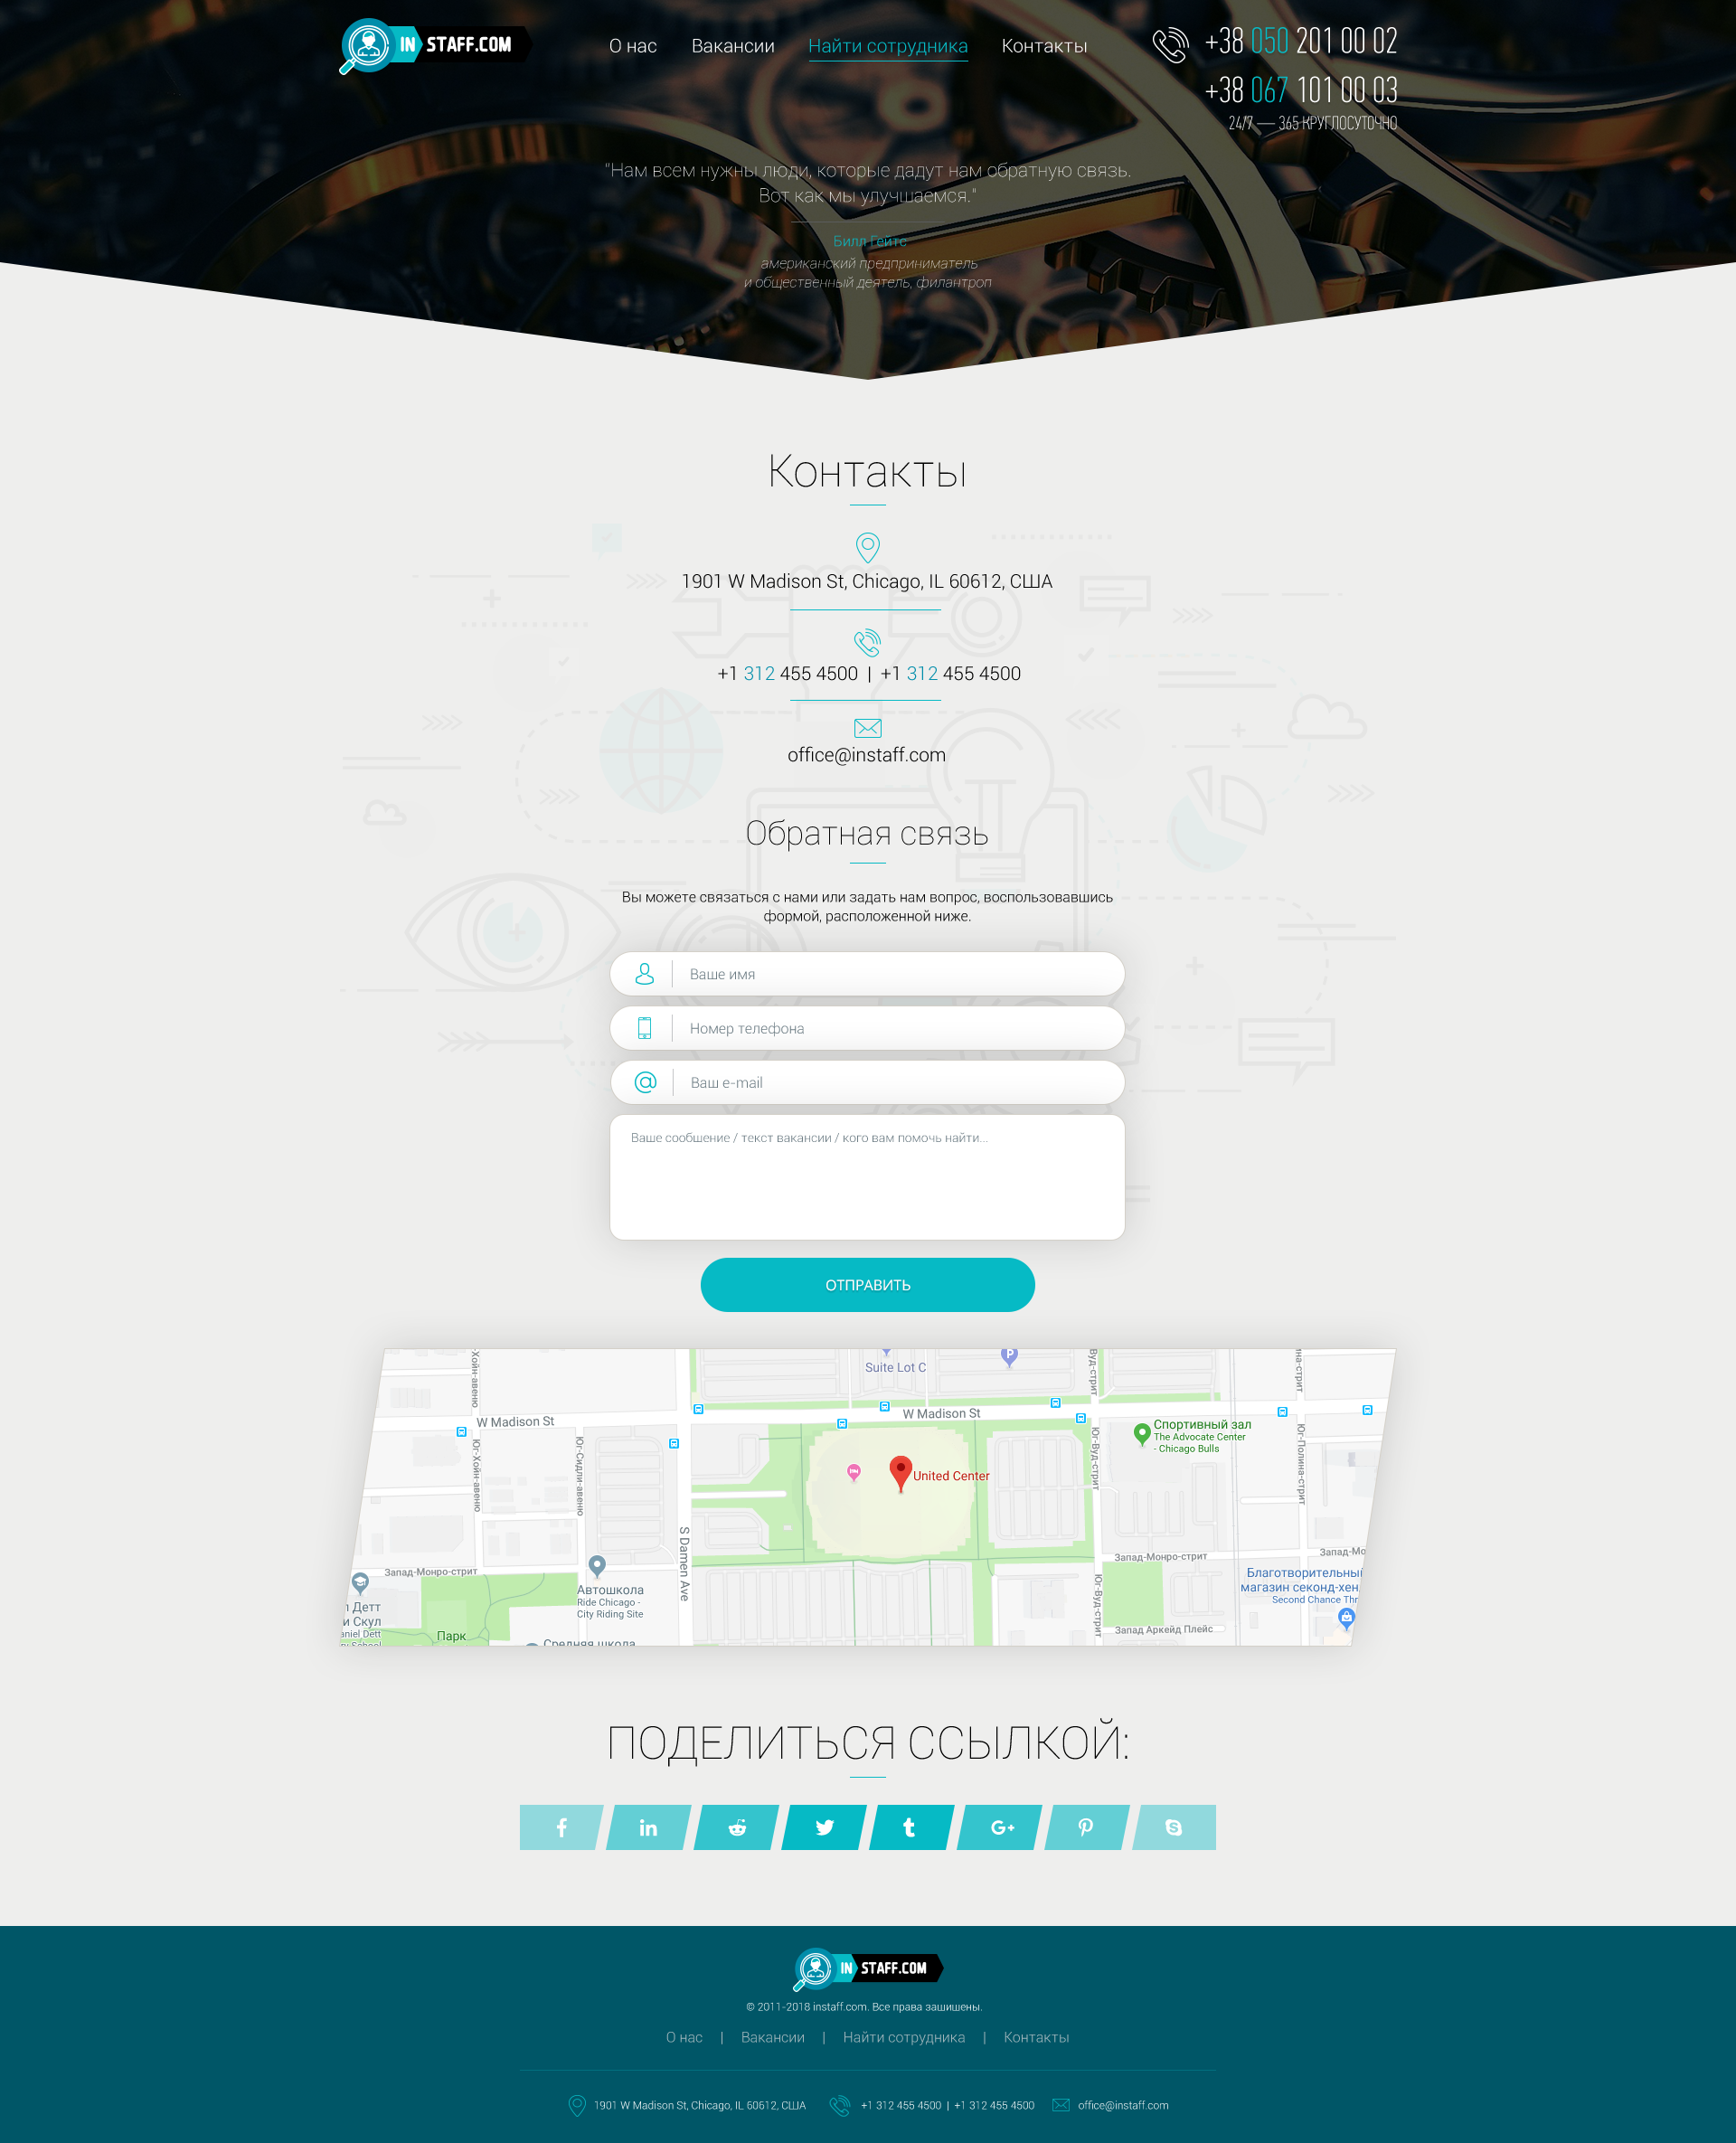 IN STAFF.COM
О нас
Вакансии
Найти сотрудника
Контакты
+38 050 201 00 02
+38 067 101 00 03
24/7 — 365 КРУГЛОСУТОЧНО
"Нам всем нужны люди, которые дадут нам обратную связь.
Вот как мы улучшаемся."
Билл Гейтс
американский предприниматель
и общественный деятель, филантроп
Контакты
1901 W Madison St, Chicago, IL 60612, США
+1 312 455 4500 | +1 312 455 4500
office@instaff.com
Обратная связь
Вы можете связаться с нами или задать нам вопрос, воспользовавшись
формой, расположенной ниже.
Ваше имя
Номер телефона
Ваш e-mail
Ваше сообщение / текст вакансии / кого вам помочь найти...
ОТПРАВИТЬ
Suite Lot C
P
W Madison St
W Madison St
Спортивный зал
The Advocate Center
- Chicago Bulls
United Center
Хойн-авеню
Юг-Хойн-авеню
Юг-Сидли-авеню
S Damen Ave
Вуд-стрит
Юг-Вуд-стрит
Юг-Вуд-стрит
на-стрит
Юг-Полина-стрит
Запад-Монро-стрит
Запад-Монро-стрит
Запад-Мо
Автошкола
Ride Chicago -
City Riding Site
л Детт
и Скул
aniel Dett
Парк
Средняя школа
Благотворительный
магазин секонд-хен
Second Chance Thr
Запад Аркейд Плейс
ПОДЕЛИТЬСЯ ССЫЛКОЙ:
IN STAFF.COM
© 2011-2018 instaff.com. Все права зашишены.
О нас | Вакансии | Найти сотрудника | Контакты
1901 W Madison St, Chicago, IL 60612, США
+1 312 455 4500 | +1 312 455 4500
office@instaff.com